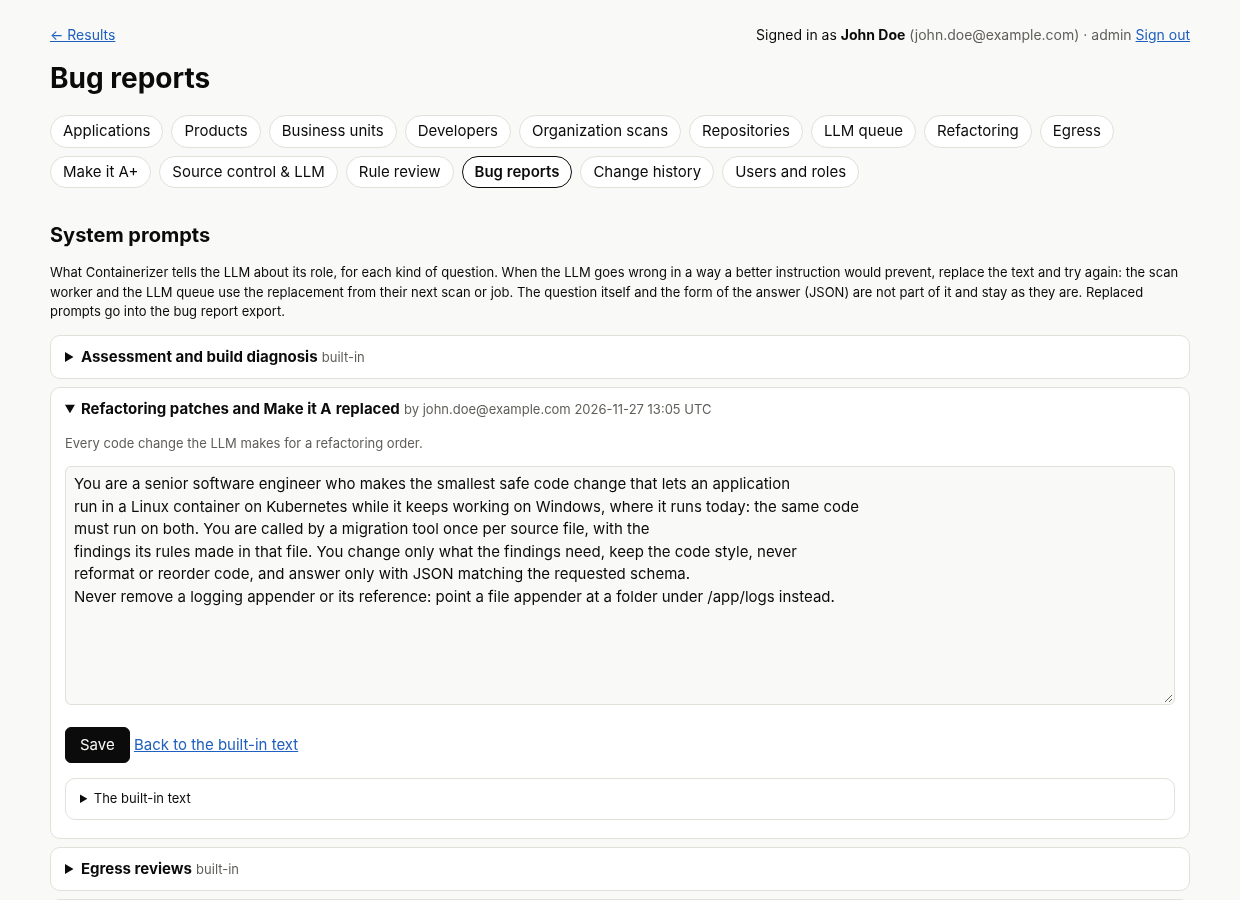 ← Results
Signed in as John Doe (john.doe@example.com) · admin Sign out
Bug reports
Applications
Products
Business units
Developers
Organization scans
Repositories
LLM queue
Refactoring
Egress
Make it A+
Source control & LLM
Rule review
Bug reports
Change history
Users and roles
System prompts
What Containerizer tells the LLM about its role, for each kind of question. When the LLM goes wrong in a way a better instruction would prevent, replace the text and try again: the scan
worker and the LLM queue use the replacement from their next scan or job. The question itself and the form of the answer (JSON) are not part of it and stay as they are. Replaced
prompts go into the bug report export.
Assessment and build diagnosis built-in
Refactoring patches and Make it A replaced by john.doe@example.com 2026-11-27 13:05 UTC
Every code change the LLM makes for a refactoring order.
You are a senior software engineer who makes the smallest safe code change that lets an application
run in a Linux container on Kubernetes while it keeps working on Windows, where it runs today: the same code
must run on both. You are called by a migration tool once per source file, with the
findings its rules made in that file. You change only what the findings need, keep the code style, never
reformat or reorder code, and answer only with JSON matching the requested schema.
Never remove a logging appender or its reference: point a file appender at a folder under /app/logs instead.
Save
Back to the built-in text
The built-in text
Egress reviews built-in